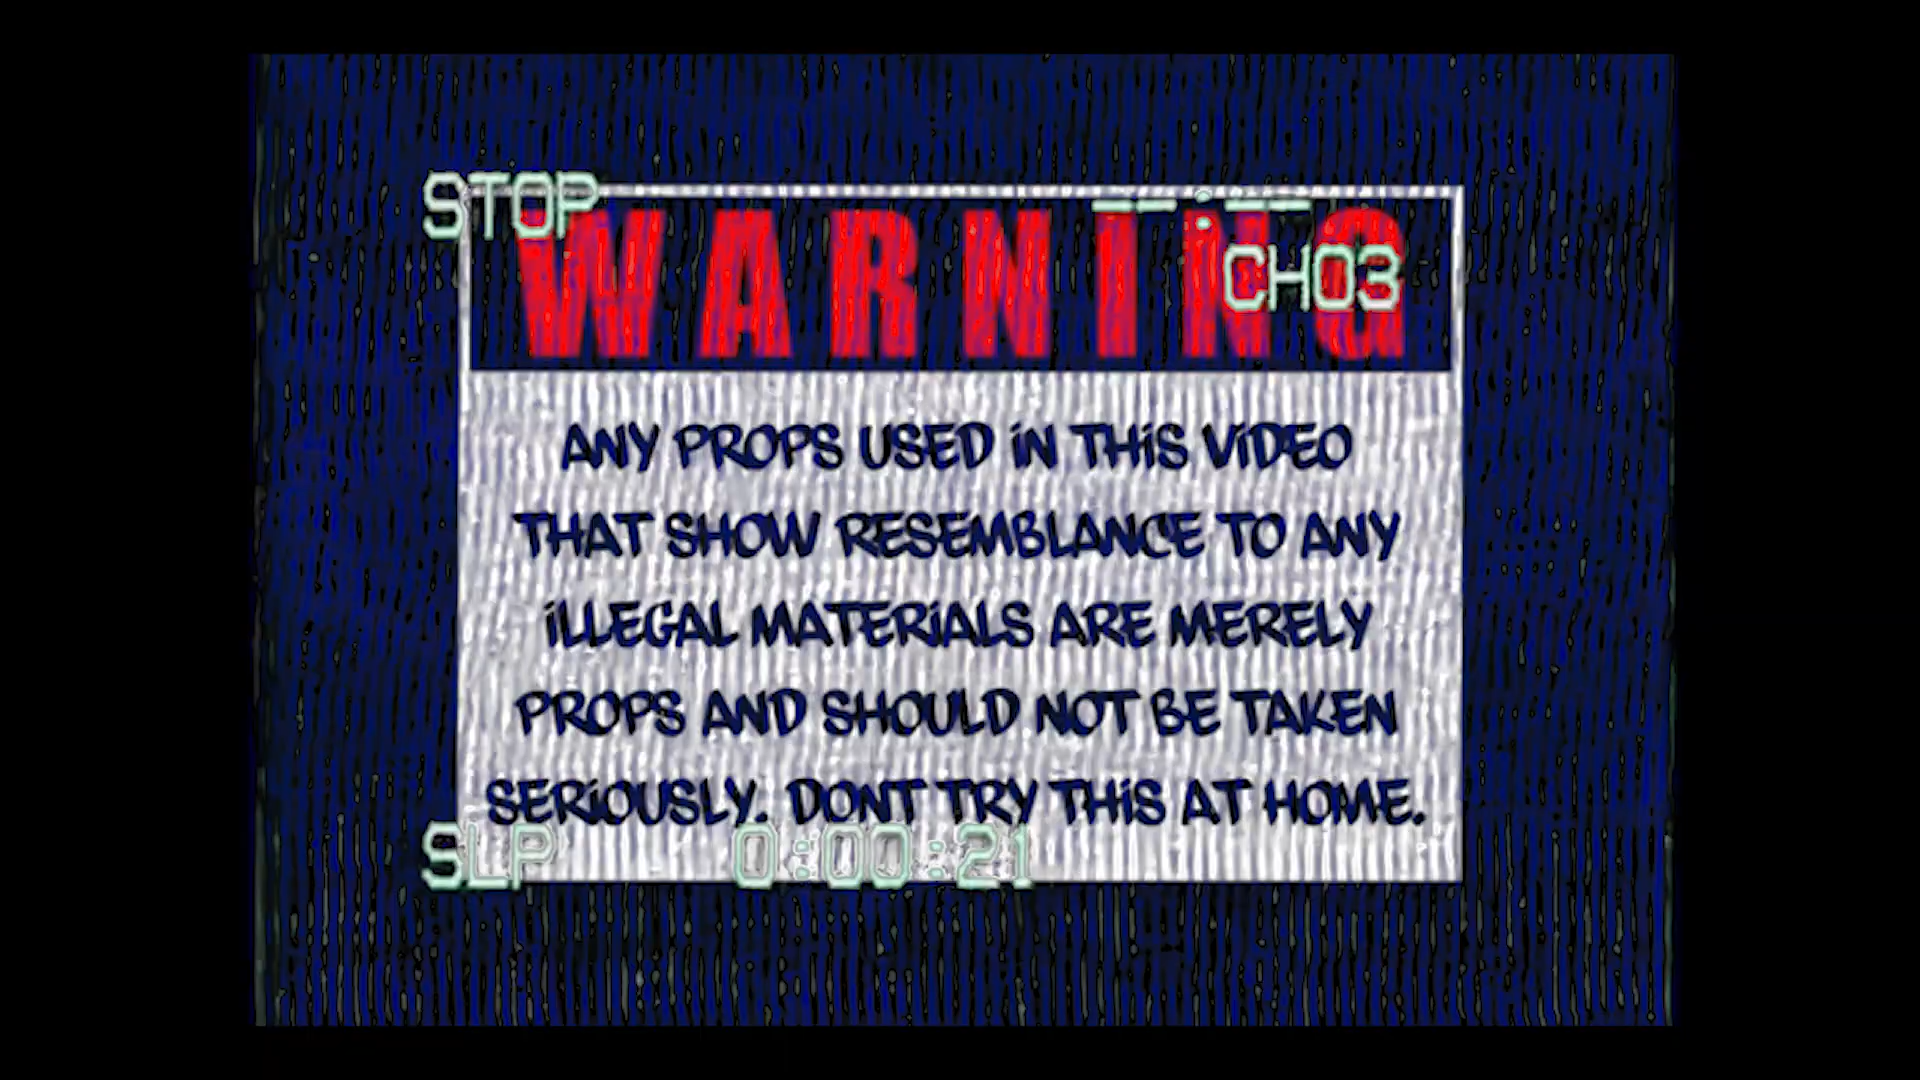 STOP
--:--
WARNING
CH03
ANY PROPS USED iN THiS ViDEO
THAT SHOW RESEMBLANCE TO ANY
iLLEGAL MATERiALS ARE MERELY
PROPS AND SHOULD NOT BE TAKEN
SERiOUSLY. DONT TRY THiS AT HOME.
SLP 0:00:21